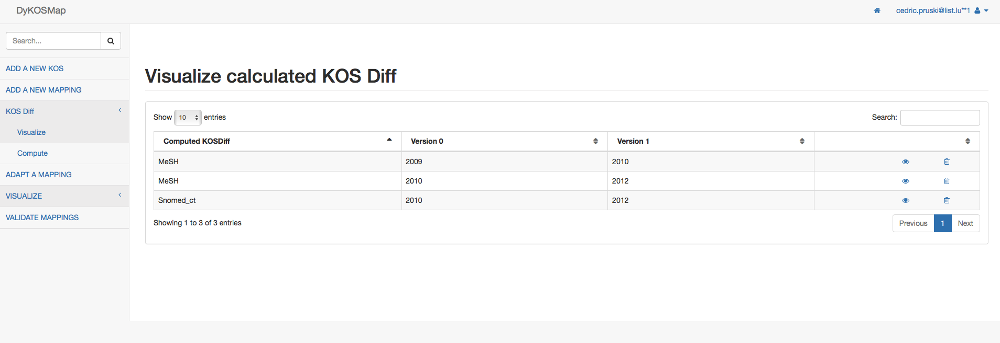 DyKOSMap
cedric.pruski@list.lu**1
Search...
ADD A NEW KOS
ADD A NEW MAPPING
KOS Diff
Visualize
Compute
ADAPT A MAPPING
VISUALIZE
VALIDATE MAPPINGS
Visualize calculated KOS Diff
Show 10 entries
Search:
Computed KOSDiff Version 0 Version 1
MeSH 2009 2010
MeSH 2010 2012
Snomed_ct 2010 2012
Showing 1 to 3 of 3 entries
Previous 1 Next